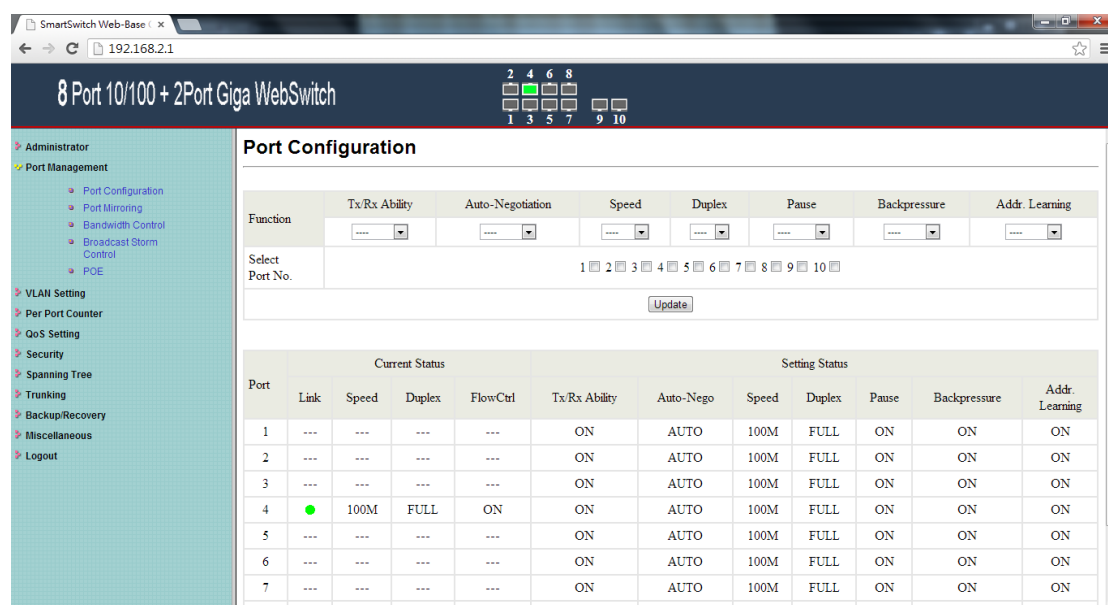 SmartSwitch Web-Base (
192.168.2.1
8 Port 10/100 + 2Port Giga WebSwitch
2 4 6 8
1 3 5 7 9 10
Administrator
Port Management
Port Configuration
Port Mirroring
Bandwidth Control
Broadcast Storm
Control
POE
VLAN Setting
Per Port Counter
QoS Setting
Security
Spanning Tree
Trunking
Backup/Recovery
Miscellaneous
Logout
Port Configuration
Function Tx/Rx Ability Auto-Negotiation Speed Duplex Pause Backpressure Addr. Learning
---- ---- ---- ---- ---- ---- ----
Select
Port No.
1 2 3 4 5 6 7 8 9 10
Update
Port Current Status Setting Status
Link Speed Duplex FlowCtrl Tx/Rx Ability Auto-Nego Speed Duplex Pause Backpressure Addr.
Learning
1 --- --- --- --- ON AUTO 100M FULL ON ON ON
2 --- --- --- --- ON AUTO 100M FULL ON ON ON
3 --- --- --- --- ON AUTO 100M FULL ON ON ON
4 100M FULL ON ON AUTO 100M FULL ON ON ON
5 --- --- --- --- ON AUTO 100M FULL ON ON ON
6 --- --- --- --- ON AUTO 100M FULL ON ON ON
7 --- --- --- --- ON AUTO 100M FULL ON ON ON